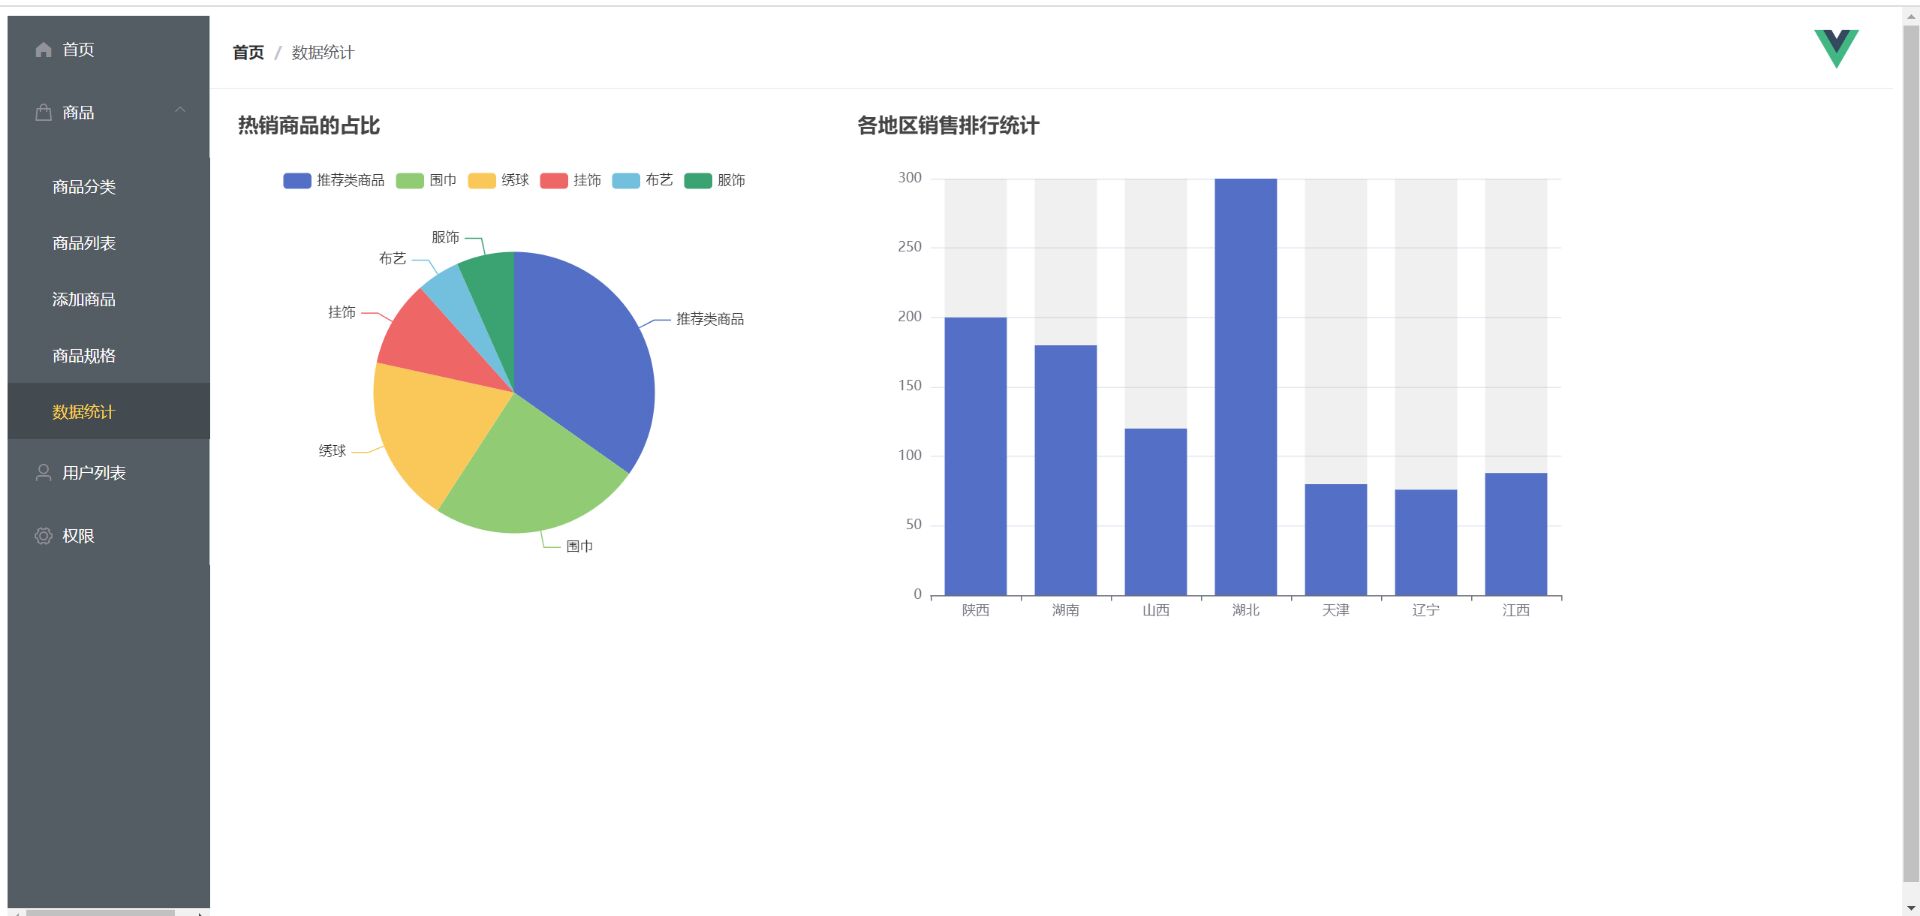 首页
商品
商品分类
商品列表
添加商品
商品规格
数据统计
用户列表
权限
首页 / 数据统计
热销商品的占比
推荐类商品 围巾 绣球 挂饰 布艺 服饰
服饰
布艺
挂饰
推荐类商品
绣球
围巾
各地区销售排行统计
300
250
200
150
100
50
0
陕西 湖南 山西 湖北 天津 辽宁 江西